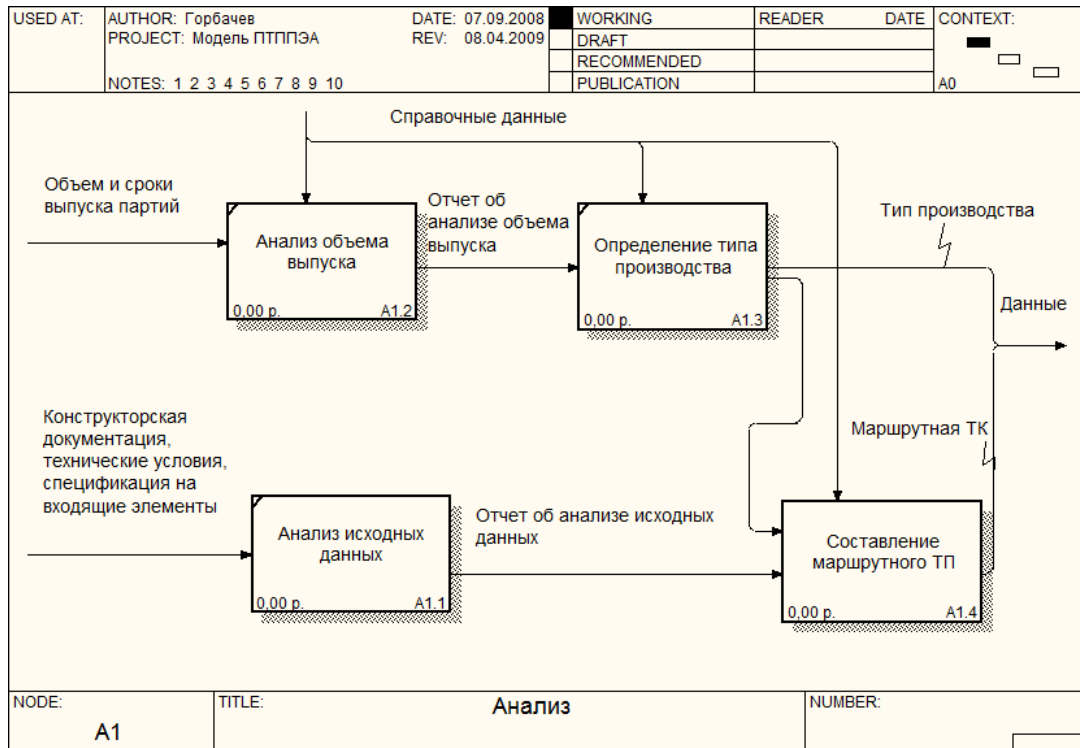 USED AT:
AUTHOR: Горбачев
DATE: 07.09.2008
WORKING
READER
DATE
CONTEXT:
PROJECT: Модель ПТППЭА
REV: 08.04.2009
DRAFT
RECOMMENDED
NOTES: 1 2 3 4 5 6 7 8 9 10
PUBLICATION
A0
Справочные данные
Объем и сроки
выпуска партий
Отчет об
анализе объема
выпуска
Тип производства
Анализ объема
выпуска
0,00 р.
A1.2
Определение типа
производства
0,00 р.
A1.3
Данные
Конструкторская
документация,
технические условия,
спецификация на
входящие элементы
Маршрутная ТК
Анализ исходных
данных
0,00 р.
A1.1
Отчет об анализе исходных
данных
Составление
маршрутного ТП
0,00 р.
A1.4
NODE:
A1
TITLE:
Анализ
NUMBER: